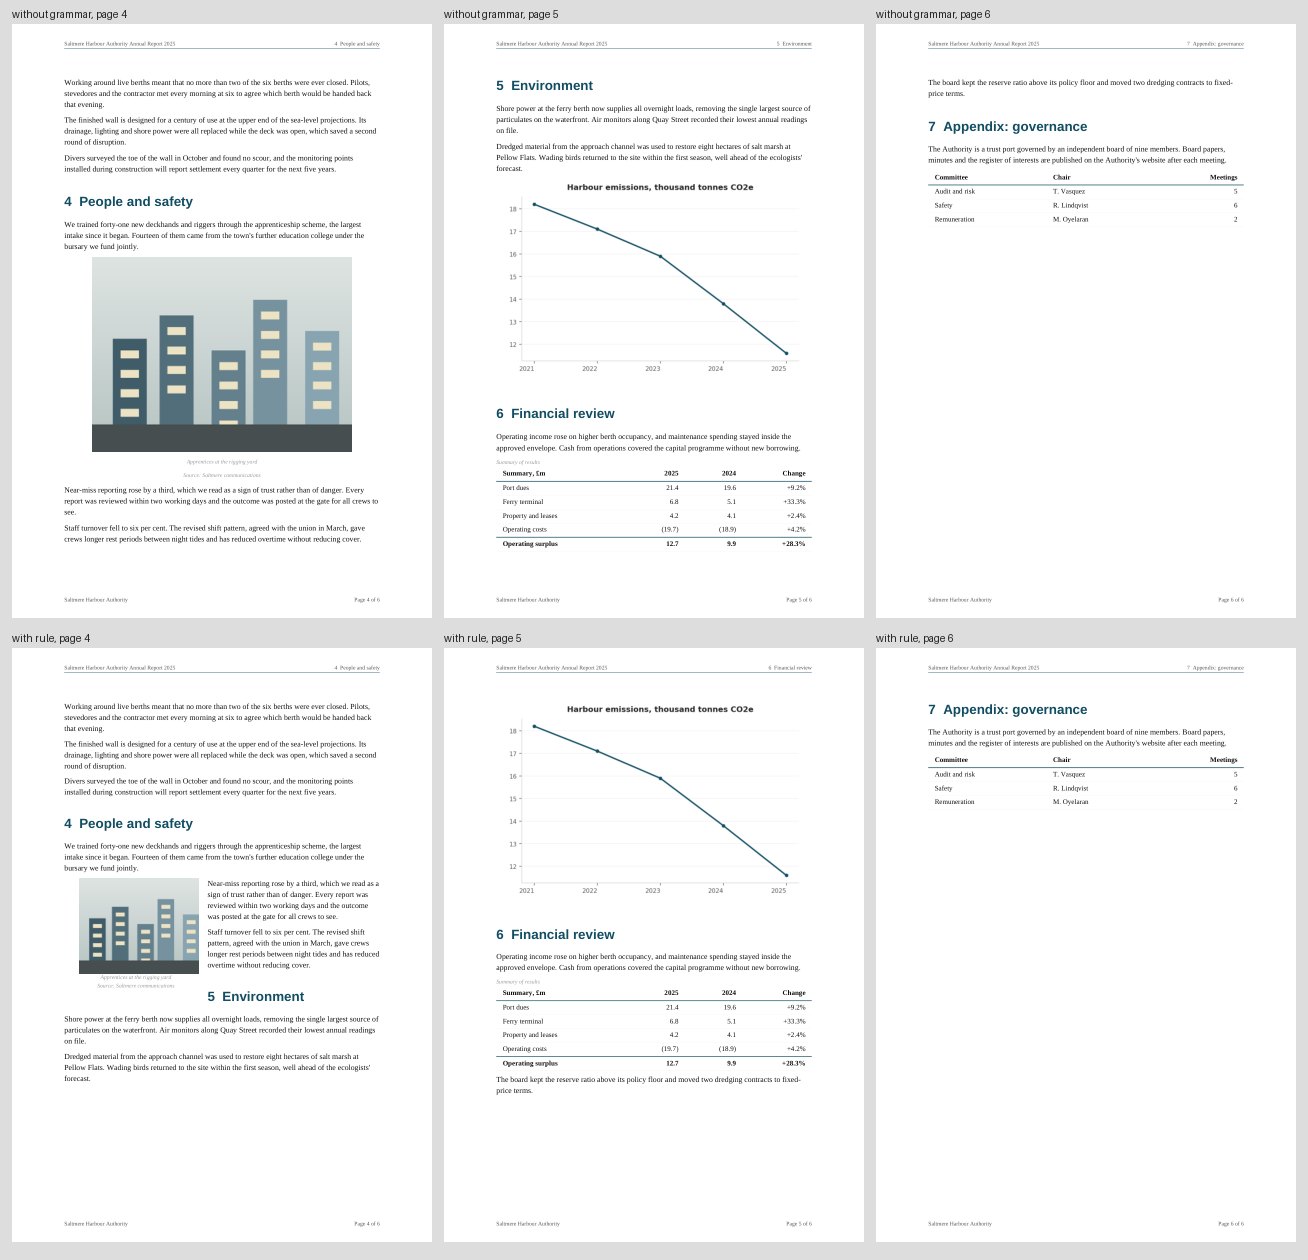 without grammar, page 4
Saltmere Harbour Authority Annual Report 2025
4 People and safety
Working around live berths meant that no more than two of the six berths were ever closed. Pilots,
stevedores and the contractor met every morning at six to agree which berth would be handed back
that evening.
The finished wall is designed for a century of use at the upper end of the sea-level projections. Its
drainage, lighting and shore power were all replaced while the deck was open, which saved a second
round of disruption.
Divers surveyed the toe of the wall in October and found no scour, and the monitoring points
installed during construction will report settlement every quarter for the next five years.
4 People and safety
We trained forty-one new deckhands and riggers through the apprenticeship scheme, the largest
intake since it began. Fourteen of them came from the town's further education college under the
bursary we fund jointly.
Apprentices at the rigging yard
Source: Saltmere communications
Near-miss reporting rose by a third, which we read as a sign of trust rather than of danger. Every
report was reviewed within two working days and the outcome was posted at the gate for all crews to
see.
Staff turnover fell to six per cent. The revised shift pattern, agreed with the union in March, gave
crews longer rest periods between night tides and has reduced overtime without reducing cover.
Saltmere Harbour Authority
Page 4 of 6
without grammar, page 5
Saltmere Harbour Authority Annual Report 2025
5 Environment
5 Environment
Shore power at the ferry berth now supplies all overnight loads, removing the single largest source of
particulates on the waterfront. Air monitors along Quay Street recorded their lowest annual readings
on file.
Dredged material from the approach channel was used to restore eight hectares of salt marsh at
Pellow Flats. Wading birds returned to the site within the first season, well ahead of the ecologists'
forecast.
Harbour emissions, thousand tonnes CO2e
18
17
16
15
14
13
12
2021 2022 2023 2024 2025
6 Financial review
Operating income rose on higher berth occupancy, and maintenance spending stayed inside the
approved envelope. Cash from operations covered the capital programme without new borrowing.
Summary of results
Summary, £m 2025 2024 Change
Port dues 21.4 19.6 +9.2%
Ferry terminal 6.8 5.1 +33.3%
Property and leases 4.2 4.1 +2.4%
Operating costs (19.7) (18.9) +4.2%
Operating surplus 12.7 9.9 +28.3%
Saltmere Harbour Authority
Page 5 of 6
without grammar, page 6
Saltmere Harbour Authority Annual Report 2025
7 Appendix: governance
The board kept the reserve ratio above its policy floor and moved two dredging contracts to fixed-
price terms.
7 Appendix: governance
The Authority is a trust port governed by an independent board of nine members. Board papers,
minutes and the register of interests are published on the Authority's website after each meeting.
Committee Chair Meetings
Audit and risk T. Vasquez 5
Safety R. Lindqvist 6
Remuneration M. Oyelaran 2
Saltmere Harbour Authority
Page 6 of 6
with rule, page 4
Saltmere Harbour Authority Annual Report 2025
4 People and safety
Working around live berths meant that no more than two of the six berths were ever closed. Pilots,
stevedores and the contractor met every morning at six to agree which berth would be handed back
that evening.
The finished wall is designed for a century of use at the upper end of the sea-level projections. Its
drainage, lighting and shore power were all replaced while the deck was open, which saved a second
round of disruption.
Divers surveyed the toe of the wall in October and found no scour, and the monitoring points
installed during construction will report settlement every quarter for the next five years.
4 People and safety
We trained forty-one new deckhands and riggers through the apprenticeship scheme, the largest
intake since it began. Fourteen of them came from the town's further education college under the
bursary we fund jointly.
Apprentices at the rigging yard
Source: Saltmere communications
Near-miss reporting rose by a third, which we read as a
sign of trust rather than of danger. Every report was
reviewed within two working days and the outcome
was posted at the gate for all crews to see.
Staff turnover fell to six per cent. The revised shift
pattern, agreed with the union in March, gave crews
longer rest periods between night tides and has reduced
overtime without reducing cover.
5 Environment
Shore power at the ferry berth now supplies all overnight loads, removing the single largest source of
particulates on the waterfront. Air monitors along Quay Street recorded their lowest annual readings
on file.
Dredged material from the approach channel was used to restore eight hectares of salt marsh at
Pellow Flats. Wading birds returned to the site within the first season, well ahead of the ecologists'
forecast.
Saltmere Harbour Authority
Page 4 of 6
with rule, page 5
Saltmere Harbour Authority Annual Report 2025
6 Financial review
Harbour emissions, thousand tonnes CO2e
18
17
16
15
14
13
12
2021 2022 2023 2024 2025
6 Financial review
Operating income rose on higher berth occupancy, and maintenance spending stayed inside the
approved envelope. Cash from operations covered the capital programme without new borrowing.
Summary of results
Summary, £m 2025 2024 Change
Port dues 21.4 19.6 +9.2%
Ferry terminal 6.8 5.1 +33.3%
Property and leases 4.2 4.1 +2.4%
Operating costs (19.7) (18.9) +4.2%
Operating surplus 12.7 9.9 +28.3%
The board kept the reserve ratio above its policy floor and moved two dredging contracts to fixed-
price terms.
Saltmere Harbour Authority
Page 5 of 6
with rule, page 6
Saltmere Harbour Authority Annual Report 2025
7 Appendix: governance
7 Appendix: governance
The Authority is a trust port governed by an independent board of nine members. Board papers,
minutes and the register of interests are published on the Authority's website after each meeting.
Committee Chair Meetings
Audit and risk T. Vasquez 5
Safety R. Lindqvist 6
Remuneration M. Oyelaran 2
Saltmere Harbour Authority
Page 6 of 6